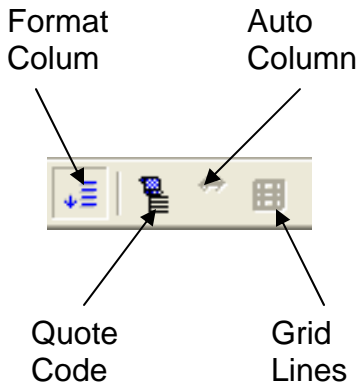 Format
Colum
Auto
Column
Quote
Code
Grid
Lines